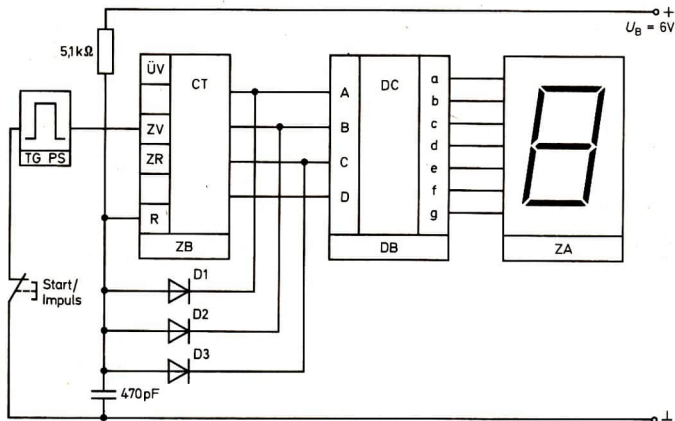 +
U_B = 6V
5,1kΩ
ÜV
CT
ZV
ZR
R
ZB
TG PS
A
B
C
D
DC
DB
a
b
c
d
e
f
g
ZA
Start/
Impuls
D1
D2
D3
470pF
⊥